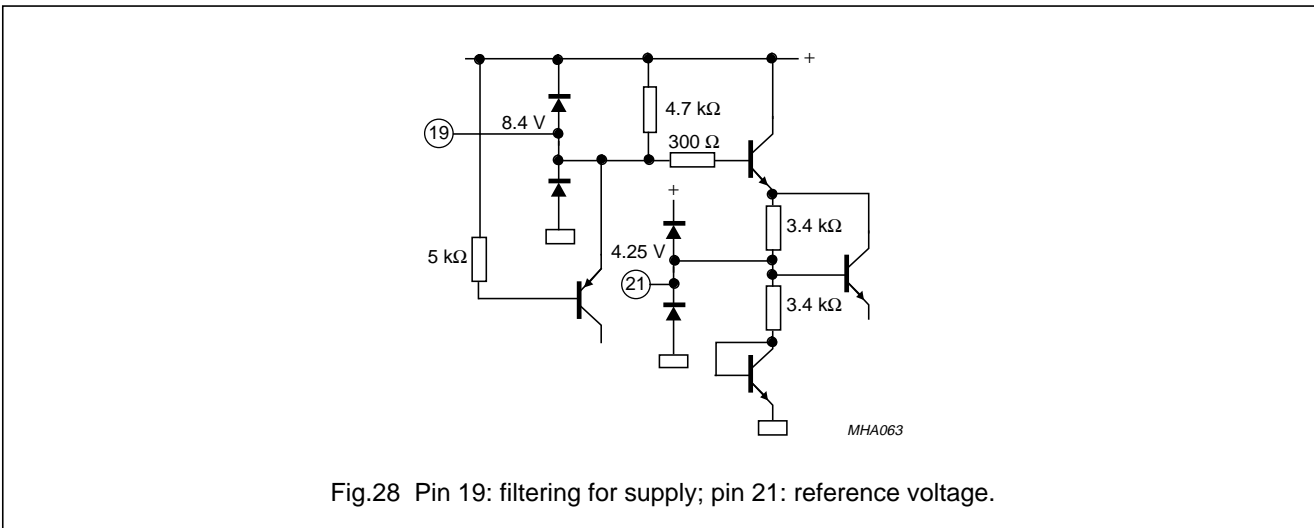 +
4.7 kΩ
8.4 V
19
300 Ω
+
3.4 kΩ
5 kΩ
4.25 V
21
3.4 kΩ
MHA063
Fig.28 Pin 19: filtering for supply; pin 21: reference voltage.